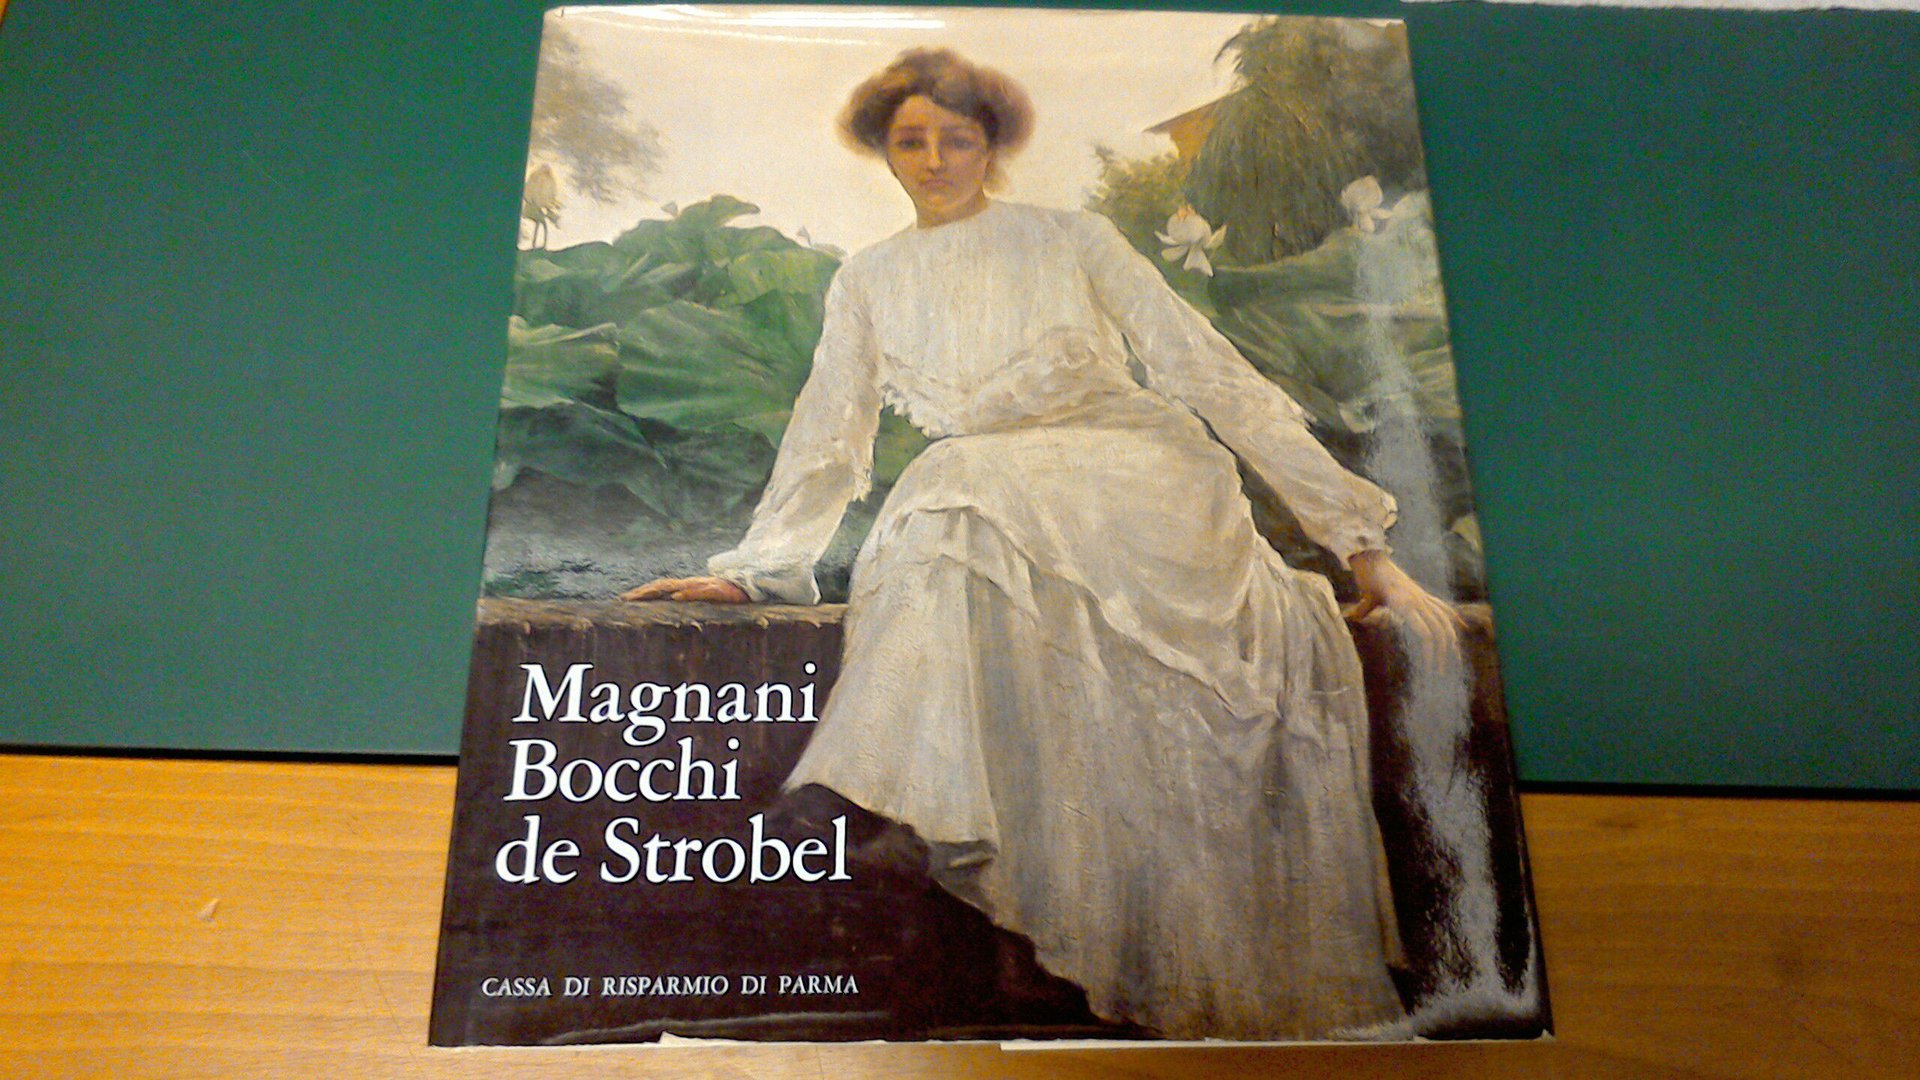 Magnani
Bocchi
de Strobel
CASSA DI RISPARMIO DI PARMA